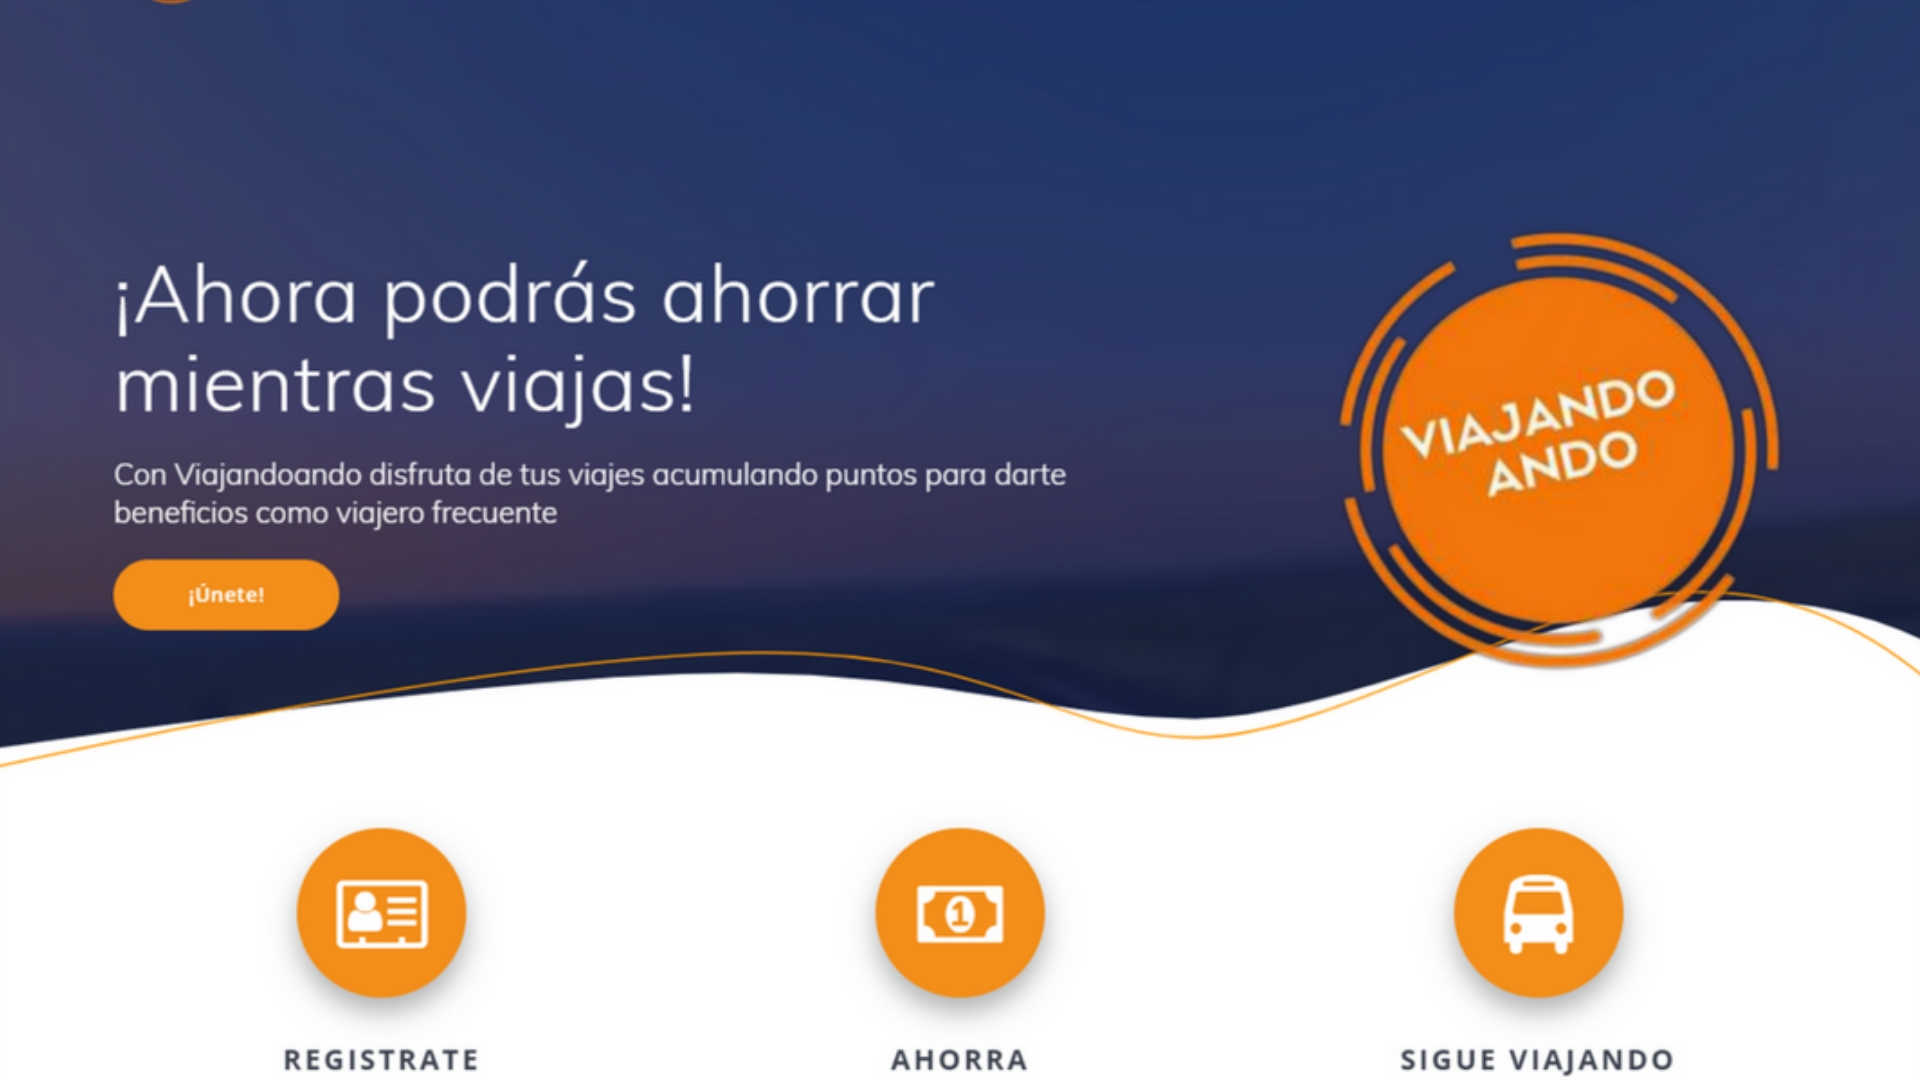 ¡Ahora podrás ahorrar
mientras viajas!
Con Viajandoando disfruta de tus viajes acumulando puntos para darte
beneficios como viajero frecuente
¡Únete!
VIAJANDO
ANDO
1
REGISTRATE
AHORRA
SIGUE VIAJANDO